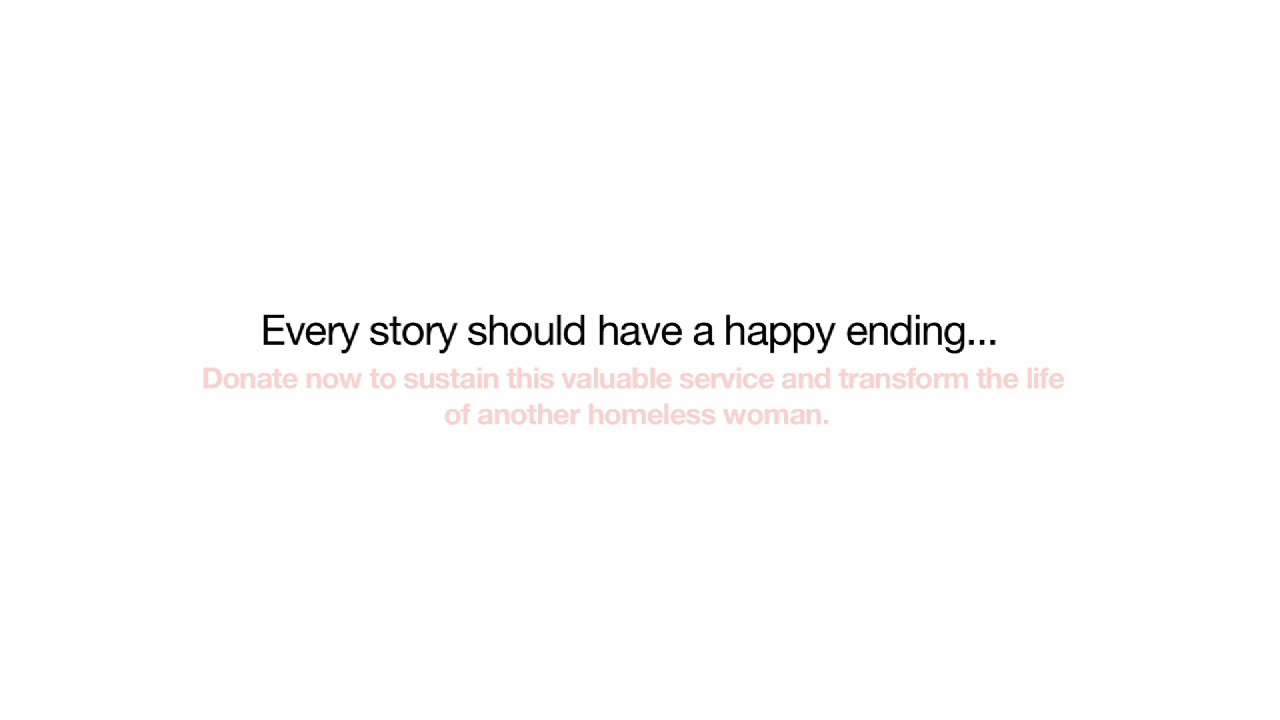 Every story should have a happy ending...
Donate now to sustain this valuable service and transform the life
of another homeless woman.